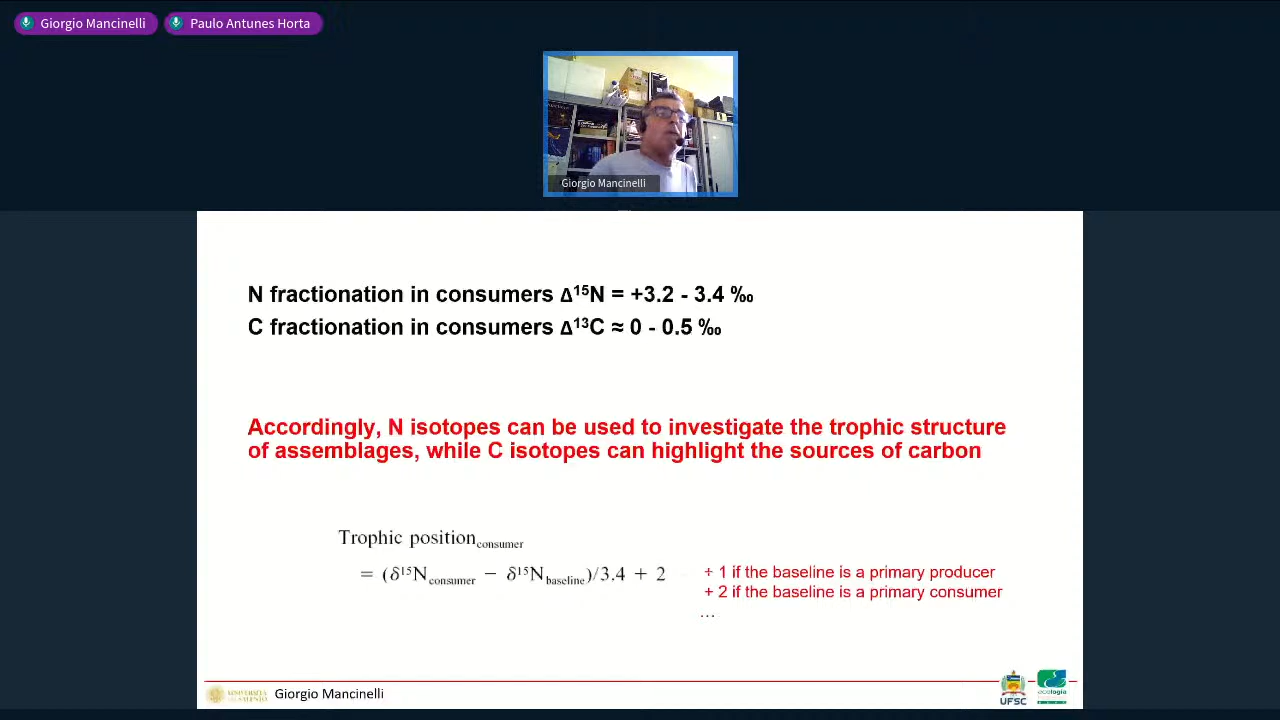 Giorgio Mancinelli
Paulo Antunes Horta
Giorgio Mancinelli
N fractionation in consumers Δ¹⁵N = +3.2 - 3.4 ‰
C fractionation in consumers Δ¹³C ≈ 0 - 0.5 ‰
Accordingly, N isotopes can be used to investigate the trophic structure
of assemblages, while C isotopes can highlight the sources of carbon
Trophic position consumer
= (δ¹⁵N consumer − δ¹⁵N baseline)/3.4 + 2
+ 1 if the baseline is a primary producer
+ 2 if the baseline is a primary consumer
...
Giorgio Mancinelli
UFSC
ecologia